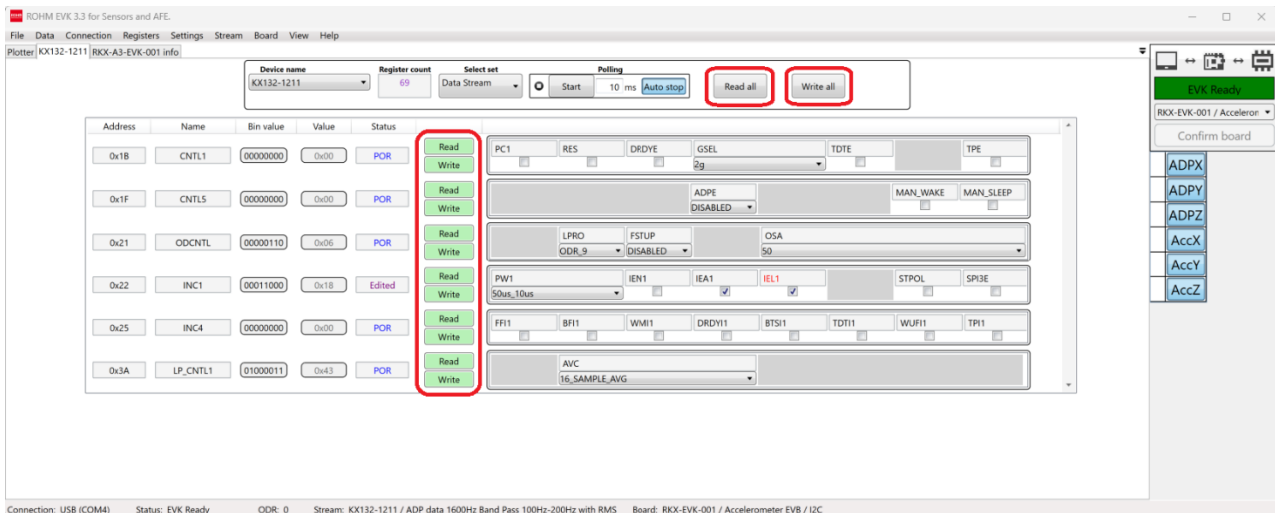 ROHM EVK 3.3 for Sensors and AFE.
File Data Connection Registers Settings Stream Board View Help
Plotter KX132-1211 RKX-A3-EVK-001 info
Device name Register count Select set Polling
KX132-1211 69 Data Stream Start 10 ms Auto stop Read all Write all
EVK Ready
RKX-EVK-001 / Acceleron
Confirm board
ADPX
ADPY
ADPZ
AccX
AccY
AccZ
Address Name Bin value Value Status
0x1B CNTL1 00000000 0x00 POR Read Write
PC1 RES DRDYE GSEL TDTE TPE
2g
0x1F CNTL5 00000000 0x00 POR Read Write
ADPE MAN_WAKE MAN_SLEEP
DISABLED
0x21 ODCNTL 00000110 0x06 POR Read Write
LPRO FSTUP OSA
ODR_9 DISABLED 50
0x22 INC1 00011000 0x18 Edited Read Write
PW1 IEN1 IEA1 IEL1 STPOL SPI3E
50us_10us
0x25 INC4 00000000 0x00 POR Read Write
FFI1 BFI1 WMI1 DRDYI1 BTSI1 TDTI1 WUFI1 TPI1
0x3A LP_CNTL1 01000011 0x43 POR Read Write
AVC
16_SAMPLE_AVG
Connection: USB (COM4) Status: EVK Ready ODR: 0 Stream: KX132-1211 / ADP data 1600Hz Band Pass 100Hz-200Hz with RMS Board: RKX-EVK-001 / Accelerometer EVB / I2C